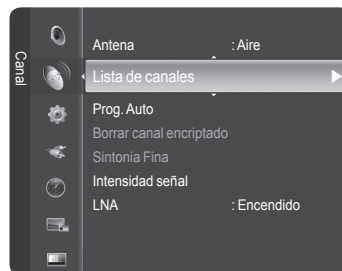 Canal
Antena : Aire
Lista de canales
Prog. Auto
Borrar canal encriptado
Sintonia Fina
Intensidad señal
LNA : Encendido